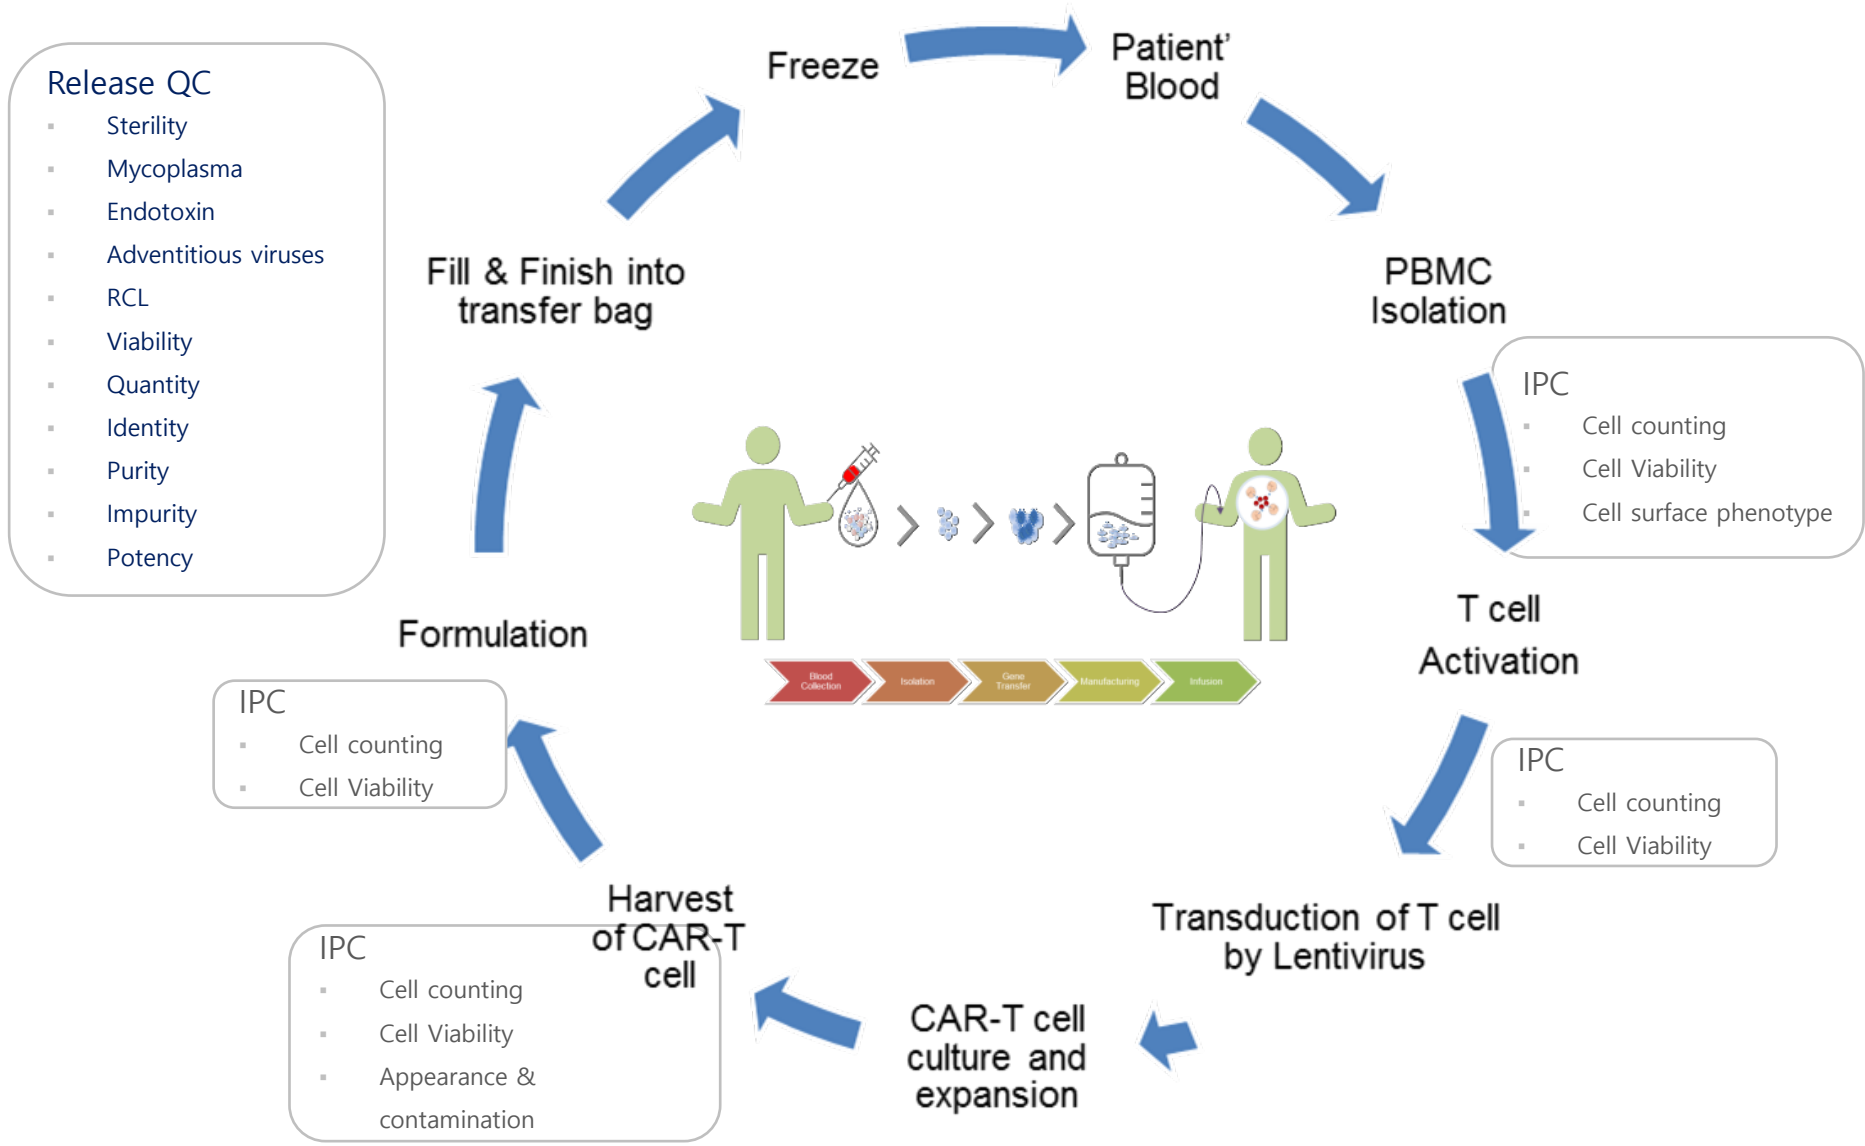 Release QC
Sterility
Mycoplasma
Endotoxin
Adventitious viruses
RCL
Viability
Quantity
Identity
Purity
Impurity
Potency
Freeze
Patient'
Blood
PBMC
Isolation
IPC
Cell counting
Cell Viability
Cell surface phenotype
T cell
Activation
IPC
Cell counting
Cell Viability
Transduction of T cell
by Lentivirus
CAR-T cell
culture and
expansion
Harvest
of CAR-T
cell
IPC
Cell counting
Cell Viability
Appearance &
contamination
IPC
Cell counting
Cell Viability
Formulation
Fill & Finish into
transfer bag
Blood
Collection
Isolation
Gene
Transfer
Manufacturing
Infusion